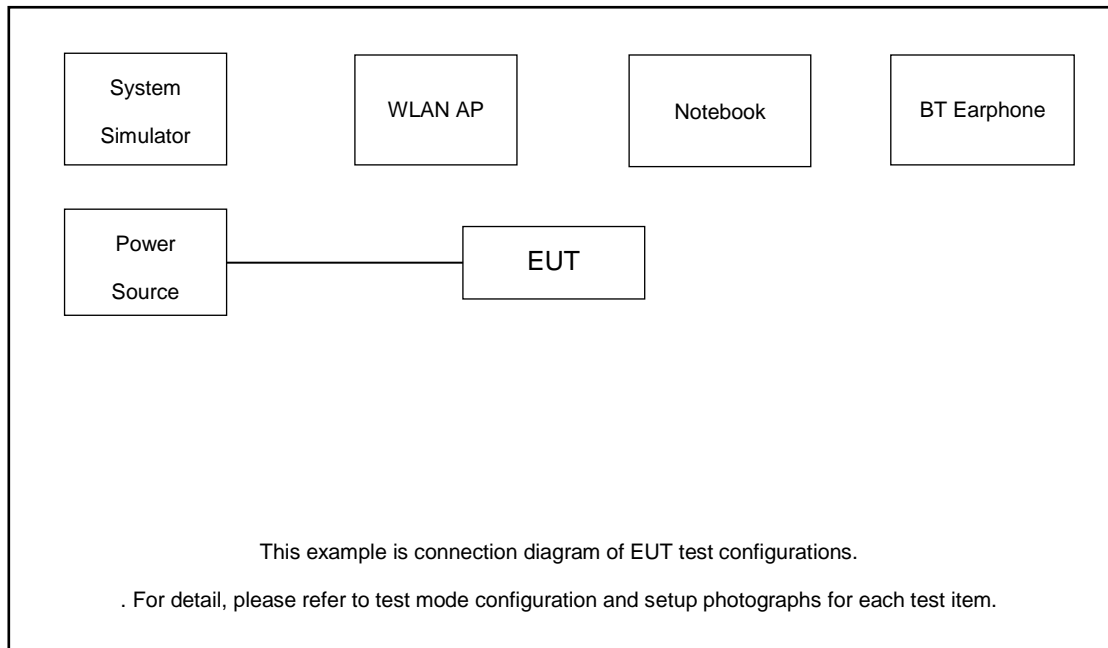 System
Simulator
WLAN AP
Notebook
BT Earphone
Power
Source
EUT
This example is connection diagram of EUT test configurations.
. For detail, please refer to test mode configuration and setup photographs for each test item.